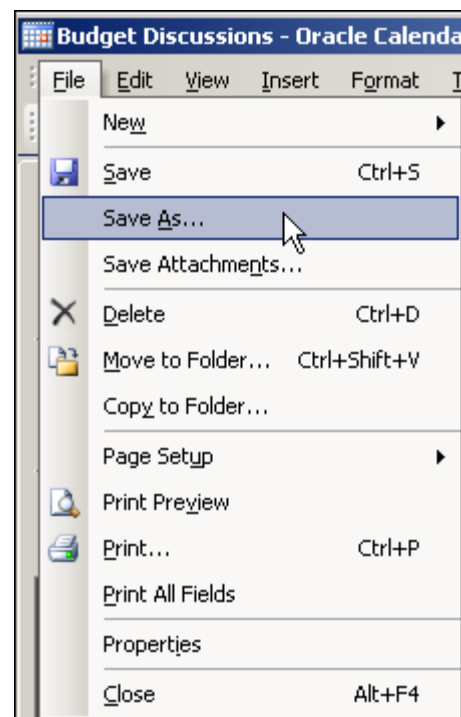 Budget Discussions - Oracle Calenda
File Edit View Insert Format T
New
Save Ctrl+S
Save As...
Save Attachments...
Delete Ctrl+D
Move to Folder... Ctrl+Shift+V
Copy to Folder...
Page Setup
Print Preview
Print... Ctrl+P
Print All Fields
Properties
Close Alt+F4